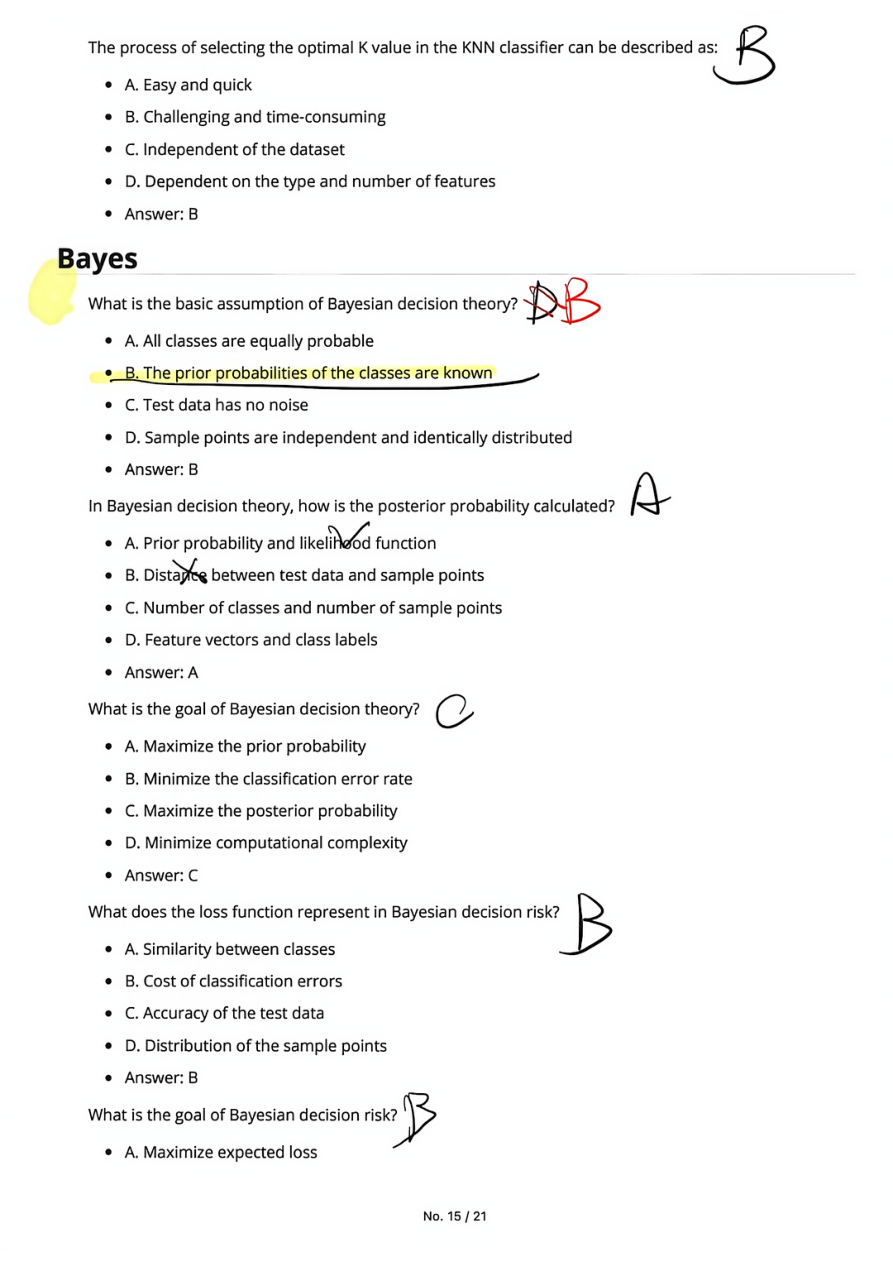 The process of selecting the optimal K value in the KNN classifier can be described as: B
• A. Easy and quick
• B. Challenging and time-consuming
• C. Independent of the dataset
• D. Dependent on the type and number of features
• Answer: B
Bayes
What is the basic assumption of Bayesian decision theory? D B
• A. All classes are equally probable
• B. The prior probabilities of the classes are known
• C. Test data has no noise
• D. Sample points are independent and identically distributed
• Answer: B
In Bayesian decision theory, how is the posterior probability calculated? A
• A. Prior probability and likelihood function
• B. Distance between test data and sample points
• C. Number of classes and number of sample points
• D. Feature vectors and class labels
• Answer: A
What is the goal of Bayesian decision theory? C
• A. Maximize the prior probability
• B. Minimize the classification error rate
• C. Maximize the posterior probability
• D. Minimize computational complexity
• Answer: C
What does the loss function represent in Bayesian decision risk? B
• A. Similarity between classes
• B. Cost of classification errors
• C. Accuracy of the test data
• D. Distribution of the sample points
• Answer: B
What is the goal of Bayesian decision risk? B
• A. Maximize expected loss
No. 15 / 21